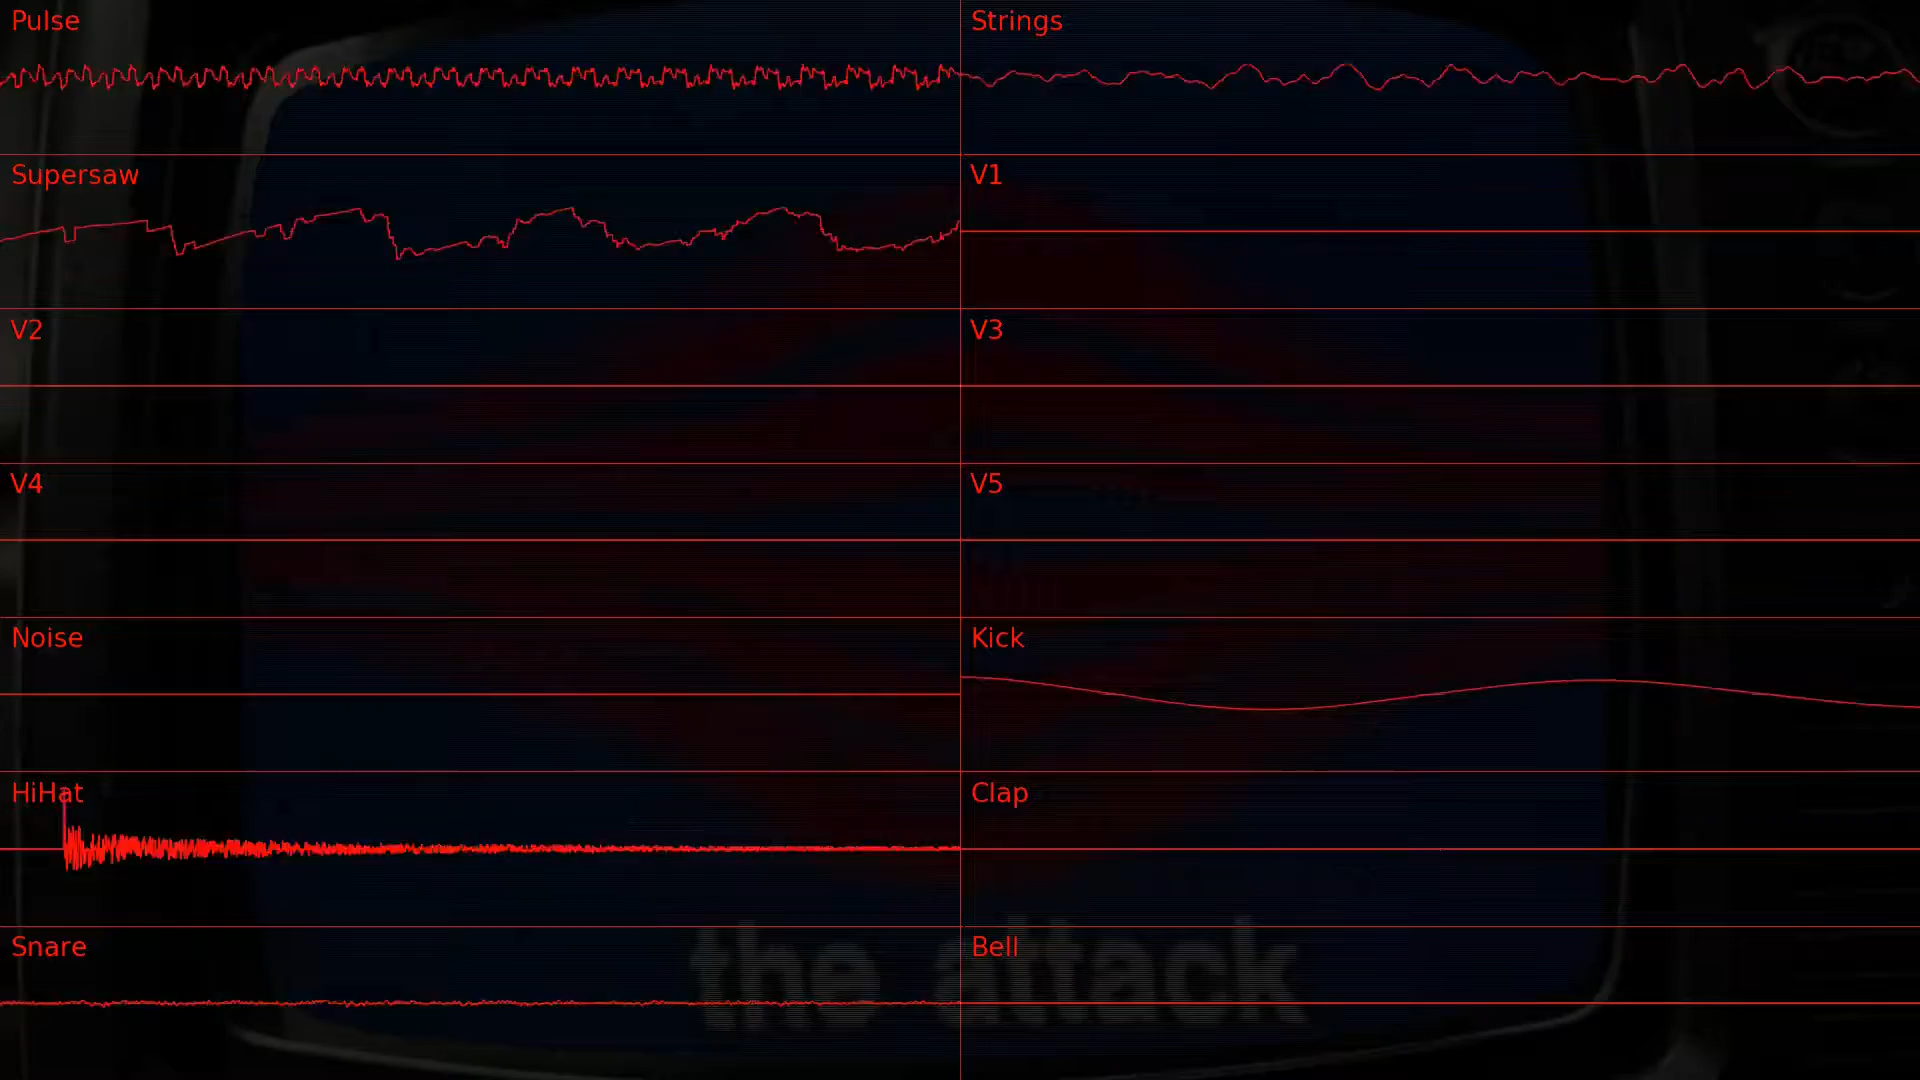 Pulse
Strings
Supersaw
V1
V2
V3
V4
V5
Noise
Kick
HiHat
Clap
Snare
Bell
the attack